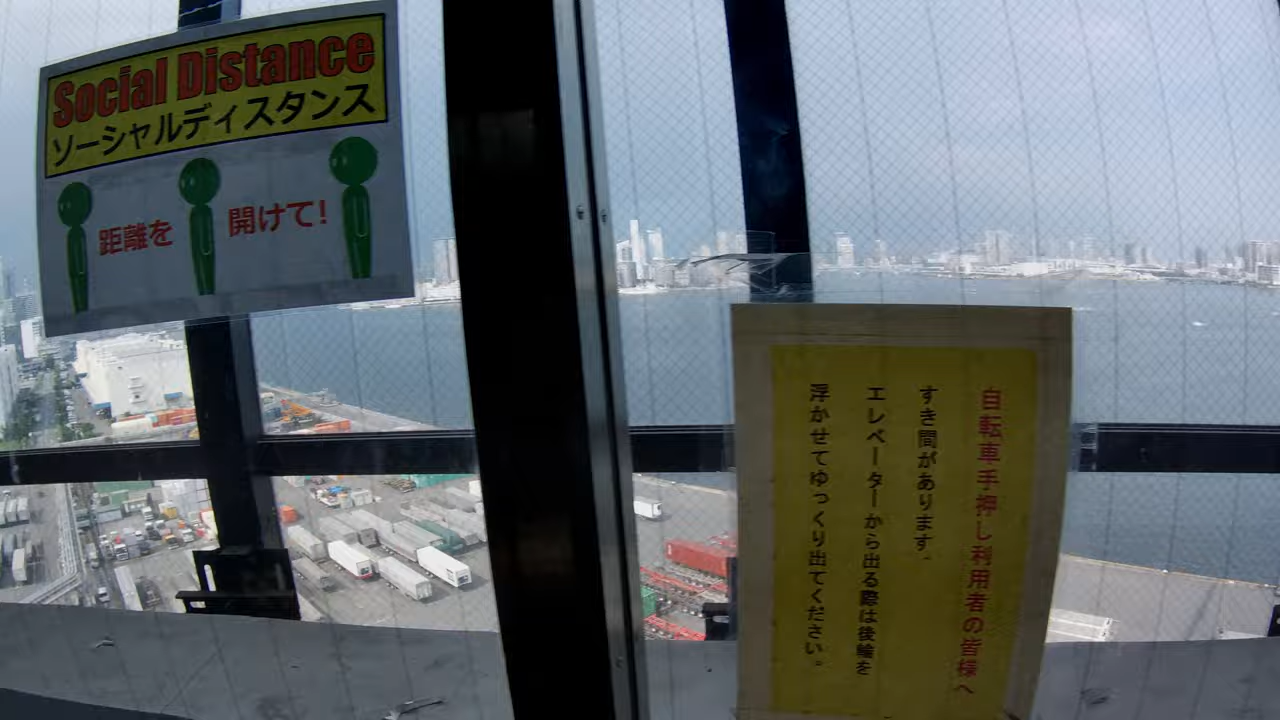 Social Distance
ソーシャルディスタンス
距離を 開けて!
自転車手押し利用者の皆様へ
すき間があります。
エレベーターから出る際は後輪を
浮かせてゆっくり出てください。